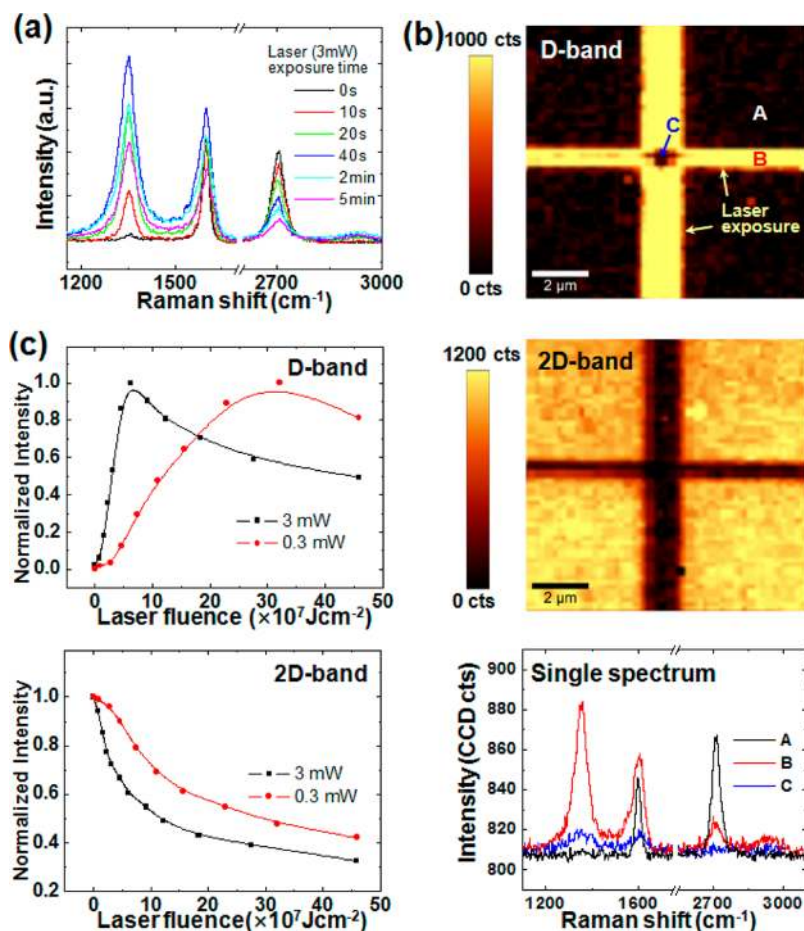 (a)
Intensity (a.u.)
Laser (3mW)
exposure time
0s
10s
20s
40s
2min
5min
1200 1500 2700 3000
Raman shift (cm⁻¹)
(b)
1000 cts
0 cts
D-band
A
C
B
Laser
exposure
2 µm
1200 cts
0 cts
2D-band
2 µm
(c)
D-band
Normalized Intensity
1.0
0.8
0.6
0.4
0.2
0.0
3 mW
0.3 mW
0 10 20 30 40 50
Laser fluence (×10⁷Jcm⁻²)
2D-band
Normalized Intensity
1.0
0.8
0.6
0.4
0.2
3 mW
0.3 mW
0 10 20 30 40 50
Laser fluence (×10⁷Jcm⁻²)
Single spectrum
Intensity (CCD cts)
900
880
860
840
820
800
A
B
C
1200 1600 2700 3000
Raman shift (cm⁻¹)